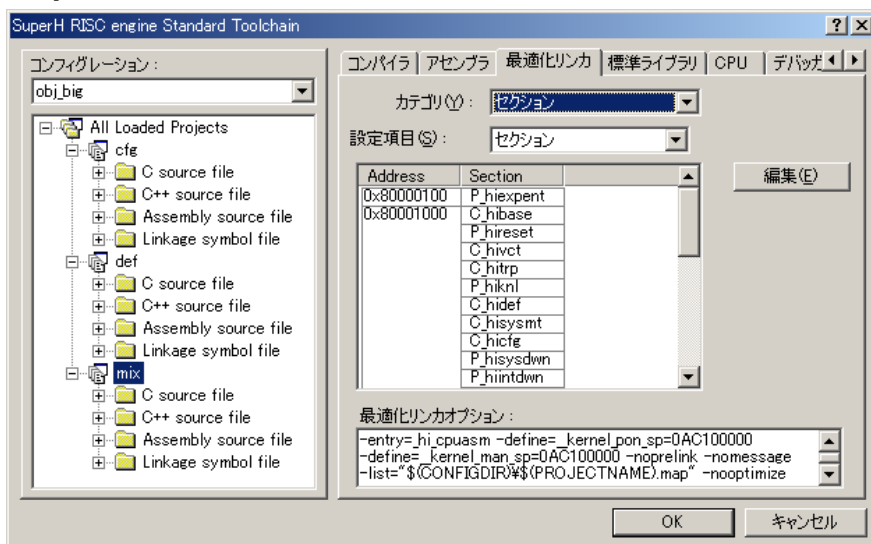 SuperH RISC engine Standard Toolchain
コンフィグレーション :
obj_big
All Loaded Projects
cfg
C source file
C++ source file
Assembly source file
Linkage symbol file
def
C source file
C++ source file
Assembly source file
Linkage symbol file
mix
C source file
C++ source file
Assembly source file
Linkage symbol file
コンパイラ アセンブラ 最適化リンカ 標準ライブラリ CPU デバッガ
カテゴリ(Y) : セクション
設定項目(S) : セクション
編集(E)
Address Section
0x80000100 P_hiexpent
0x80001000 C_hibase
P_hireset
C_hivct
C_hitrp
P_hiknl
C_hidef
C_hisysmt
C_hicfg
P_hisysdwn
P_hiintdwn
最適化リンカオプション :
-entry=_hi_cpuasm -define=__kernel_pon_sp=0AC100000
-define=__kernel_man_sp=0AC100000 -noprelink -nomessage
-list="$(CONFIGDIR)¥$(PROJECTNAME).map" -nooptimize
OK キャンセル